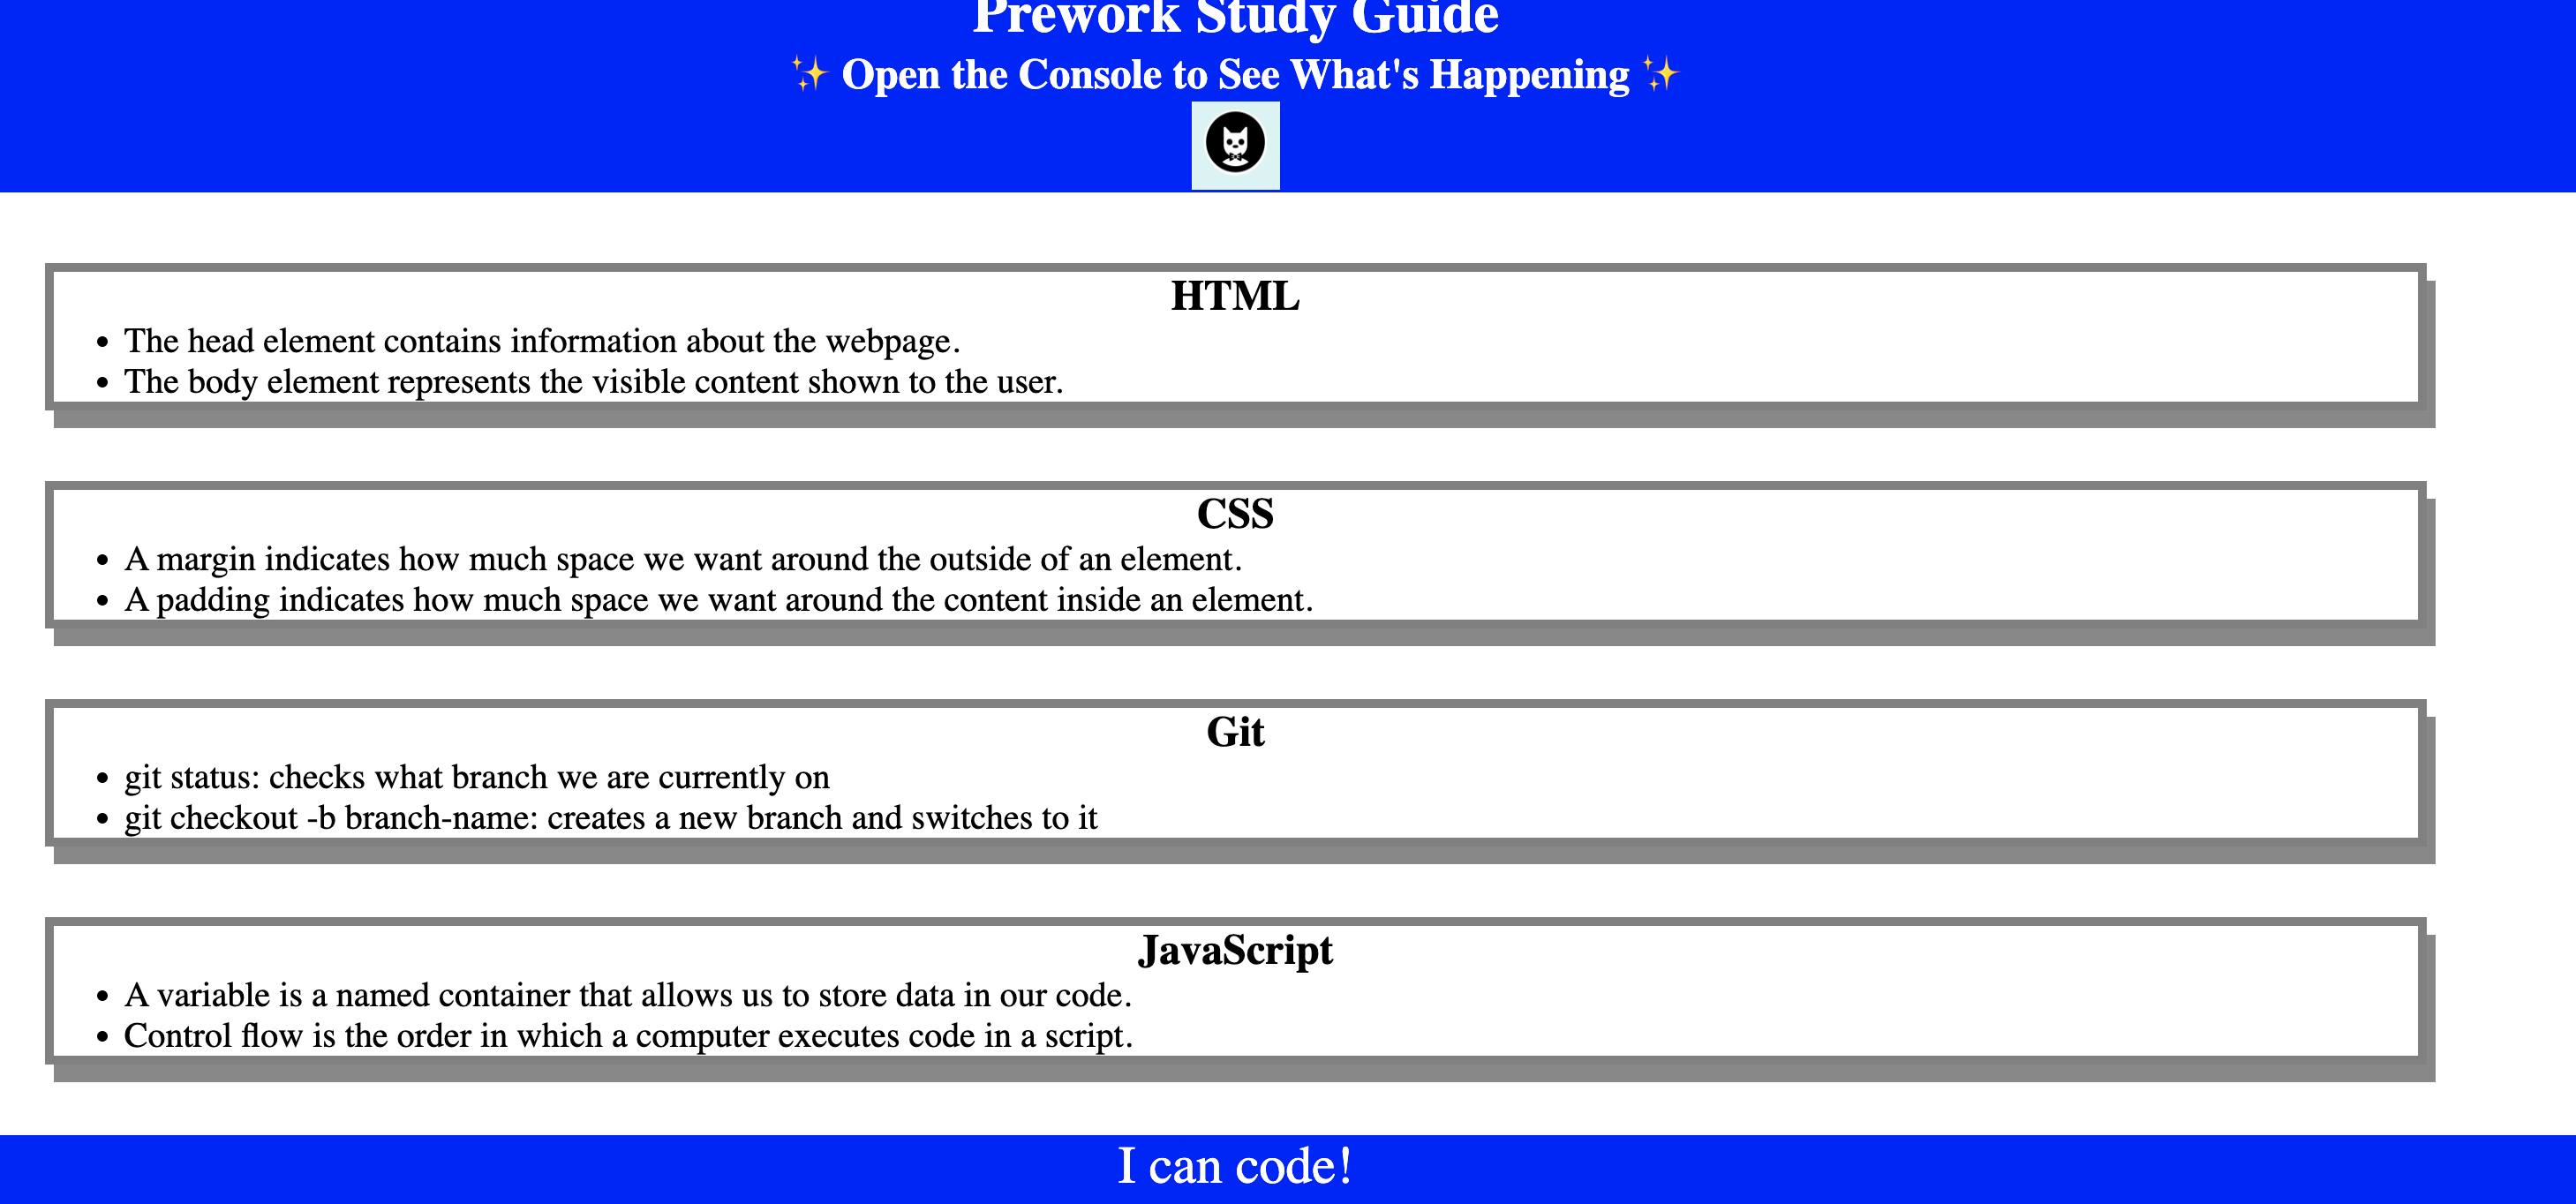 Prework Study Guide
✨ Open the Console to See What's Happening ✨
HTML
• The head element contains information about the webpage.
• The body element represents the visible content shown to the user.
CSS
• A margin indicates how much space we want around the outside of an element.
• A padding indicates how much space we want around the content inside an element.
Git
• git status: checks what branch we are currently on
• git checkout -b branch-name: creates a new branch and switches to it
JavaScript
• A variable is a named container that allows us to store data in our code.
• Control flow is the order in which a computer executes code in a script.
I can code!